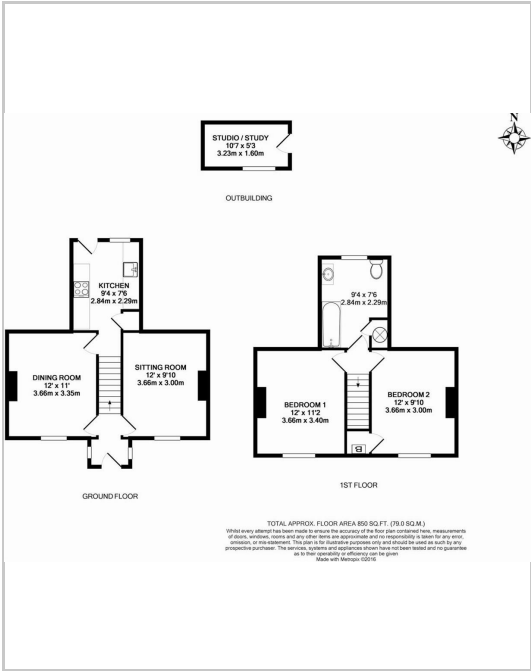 N
STUDIO / STUDY
10'7 x 5'3
3.23m x 1.60m
OUTBUILDING
KITCHEN
9'4 x 7'6
2.84m x 2.29m
DINING ROOM
12' x 11'
3.66m x 3.35m
SITTING ROOM
12' x 9'10
3.66m x 3.00m
GROUND FLOOR
9'4 x 7'6
2.84m x 2.29m
BEDROOM 1
12' x 11'2
3.66m x 3.40m
BEDROOM 2
12' x 9'10
3.66m x 3.00m
B
1ST FLOOR
TOTAL APPROX. FLOOR AREA 850 SQ.FT. (79.0 SQ.M.)
Whilst every attempt has been made to ensure the accuracy of the floor plan contained here, measurements
of doors, windows, rooms and any other items are approximate and no responsibility is taken for any error,
omission, or mis-statement. This plan is for illustrative purposes only and should be used as such by any
prospective purchaser. The services, systems and appliances shown have not been tested and no guarantee
as to their operability or efficiency can be given
Made with Metropix ©2016